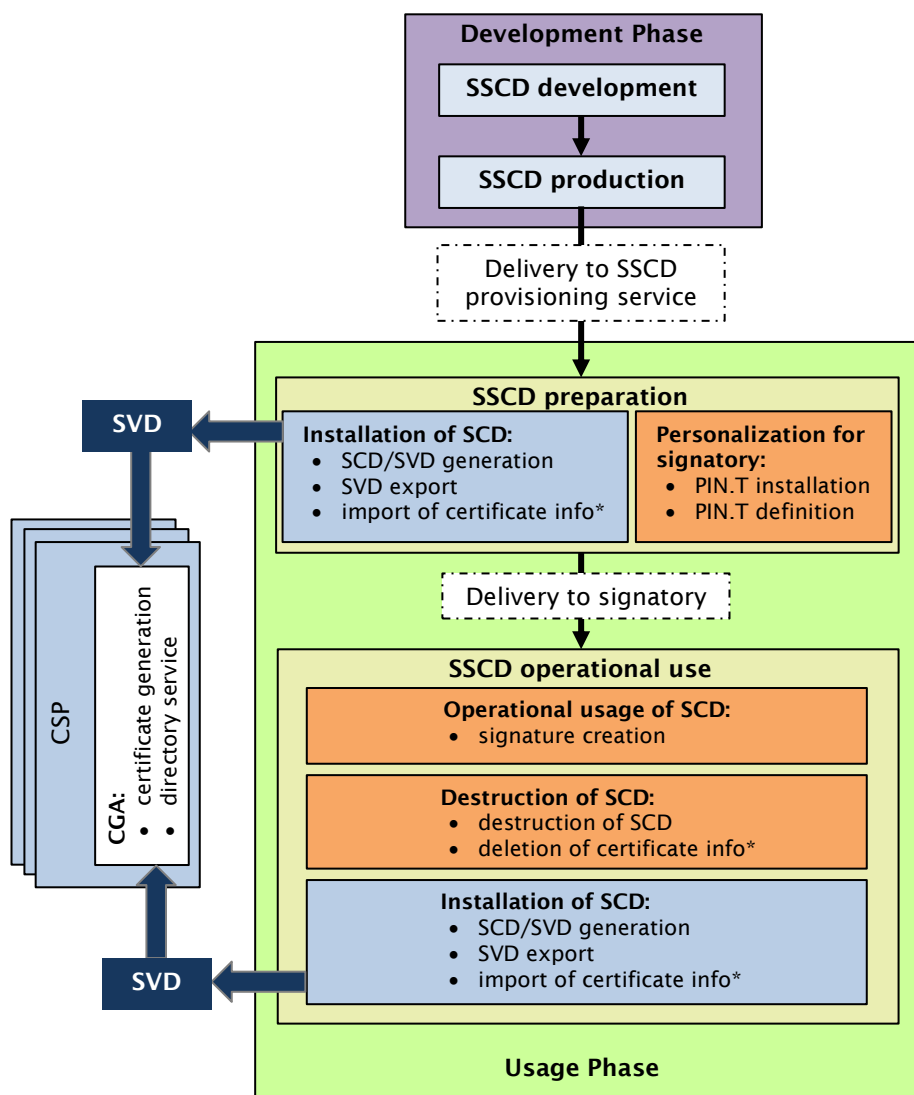 Development Phase
SSCD development
SSCD production
Delivery to SSCD
provisioning service
SSCD preparation
SVD
Installation of SCD:
• SCD/SVD generation
• SVD export
• import of certificate info*
Personalization for
signatory:
• PIN.T installation
• PIN.T definition
Delivery to signatory
CSP
CGA:
• certificate generation
• directory service
SSCD operational use
Operational usage of SCD:
• signature creation
Destruction of SCD:
• destruction of SCD
• deletion of certificate info*
Installation of SCD:
• SCD/SVD generation
• SVD export
• import of certificate info*
SVD
Usage Phase